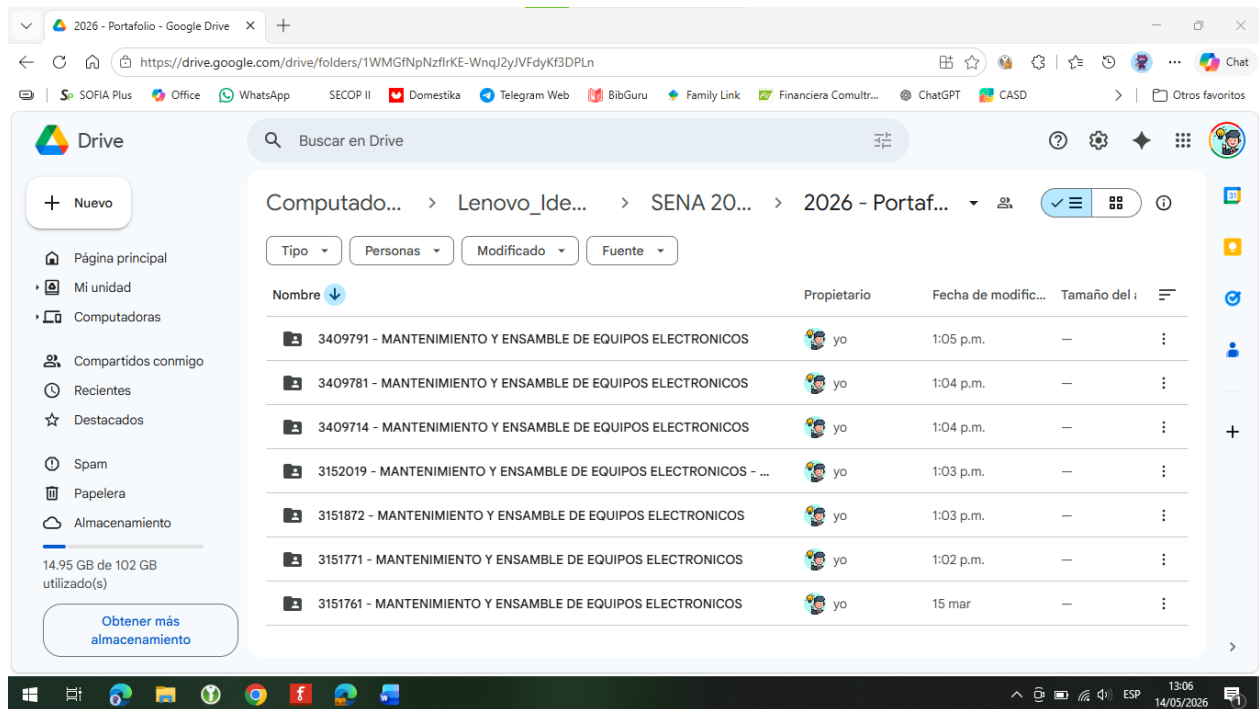 2026 - Portafolio - Google Drive
https://drive.google.com/drive/folders/1WMGfNpNzfIrKE-WnqJ2yJVFdyKf3DPLn
Chat
SOFIA Plus Office WhatsApp SECOP II Domestika Telegram Web BibGuru Family Link Financiera Comultr... ChatGPT CASD Otros favoritos
Drive
Buscar en Drive
Nuevo
Computado... > Lenovo_Ide... > SENA 20... > 2026 - Portaf...
Tipo Personas Modificado Fuente
Página principal
Mi unidad
Computadoras
Compartidos conmigo
Recientes
Destacados
Spam
Papelera
Almacenamiento
14.95 GB de 102 GB
utilizado(s)
Obtener más
almacenamiento
Nombre Propietario Fecha de modific... Tamaño del
3409791 - MANTENIMIENTO Y ENSAMBLE DE EQUIPOS ELECTRONICOS yo 1:05 p.m. —
3409781 - MANTENIMIENTO Y ENSAMBLE DE EQUIPOS ELECTRONICOS yo 1:04 p.m. —
3409714 - MANTENIMIENTO Y ENSAMBLE DE EQUIPOS ELECTRONICOS yo 1:04 p.m. —
3152019 - MANTENIMIENTO Y ENSAMBLE DE EQUIPOS ELECTRONICOS - ... yo 1:03 p.m. —
3151872 - MANTENIMIENTO Y ENSAMBLE DE EQUIPOS ELECTRONICOS yo 1:03 p.m. —
3151771 - MANTENIMIENTO Y ENSAMBLE DE EQUIPOS ELECTRONICOS yo 1:02 p.m. —
3151761 - MANTENIMIENTO Y ENSAMBLE DE EQUIPOS ELECTRONICOS yo 15 mar —
31
ESP
13:06
14/05/2026
1